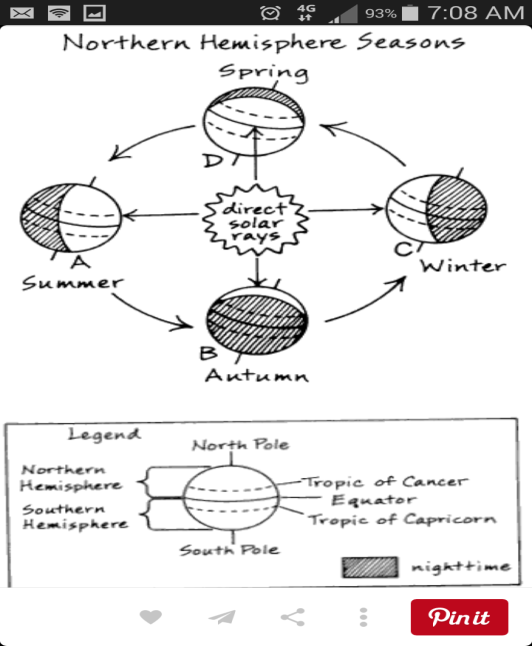 4G 93% 7:08 AM
Northern Hemisphere Seasons
Spring
D
direct
solar
rays
A
Summer
C
Winter
B
Autumn
Legend
North Pole
Northern
Hemisphere
Southern
Hemisphere
Tropic of Cancer
Equator
Tropic of Capricorn
South Pole
nighttime
Pin it